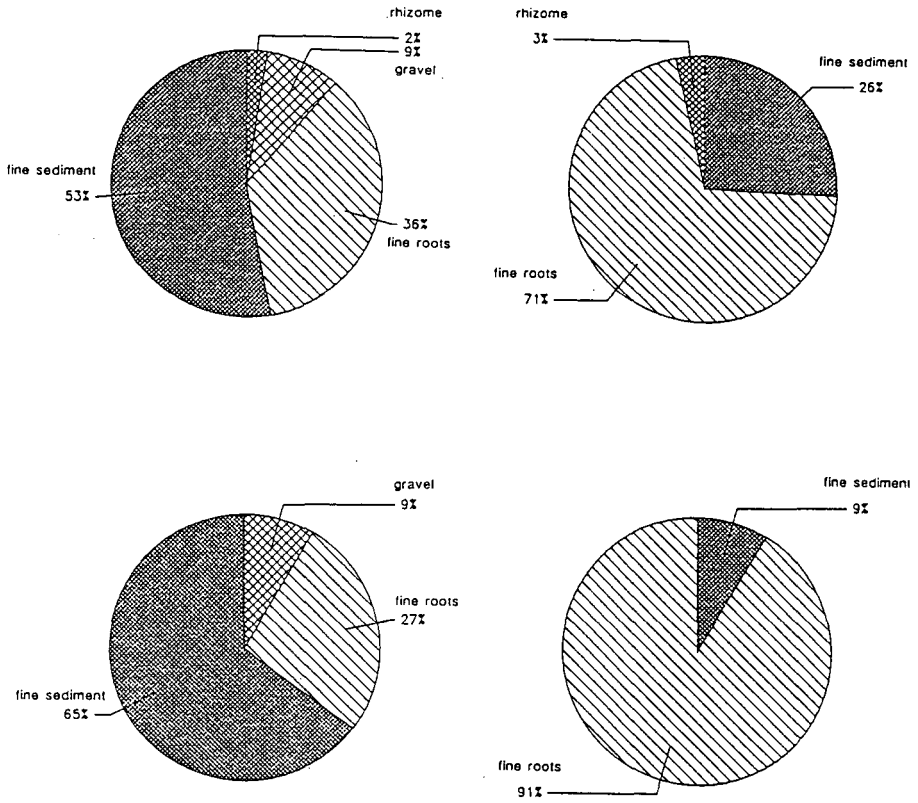 rhizome
2%
9%
gravel
fine sediment
53%
36%
fine roots
rhizome
3%
fine sediment
26%
fine roots
71%
gravel
9%
fine roots
27%
fine sediment
65%
fine sediment
9%
fine roots
91%